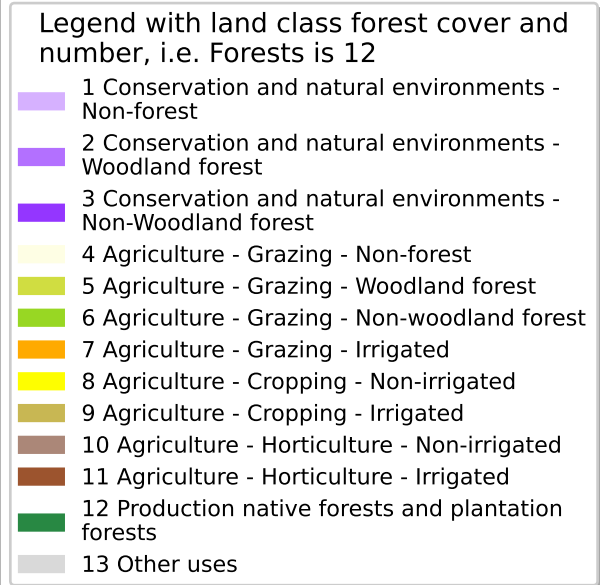 Legend with land class forest cover and
number, i.e. Forests is 12
1 Conservation and natural environments -
Non-forest
2 Conservation and natural environments -
Woodland forest
3 Conservation and natural environments -
Non-Woodland forest
4 Agriculture - Grazing - Non-forest
5 Agriculture - Grazing - Woodland forest
6 Agriculture - Grazing - Non-woodland forest
7 Agriculture - Grazing - Irrigated
8 Agriculture - Cropping - Non-irrigated
9 Agriculture - Cropping - Irrigated
10 Agriculture - Horticulture - Non-irrigated
11 Agriculture - Horticulture - Irrigated
12 Production native forests and plantation
forests
13 Other uses